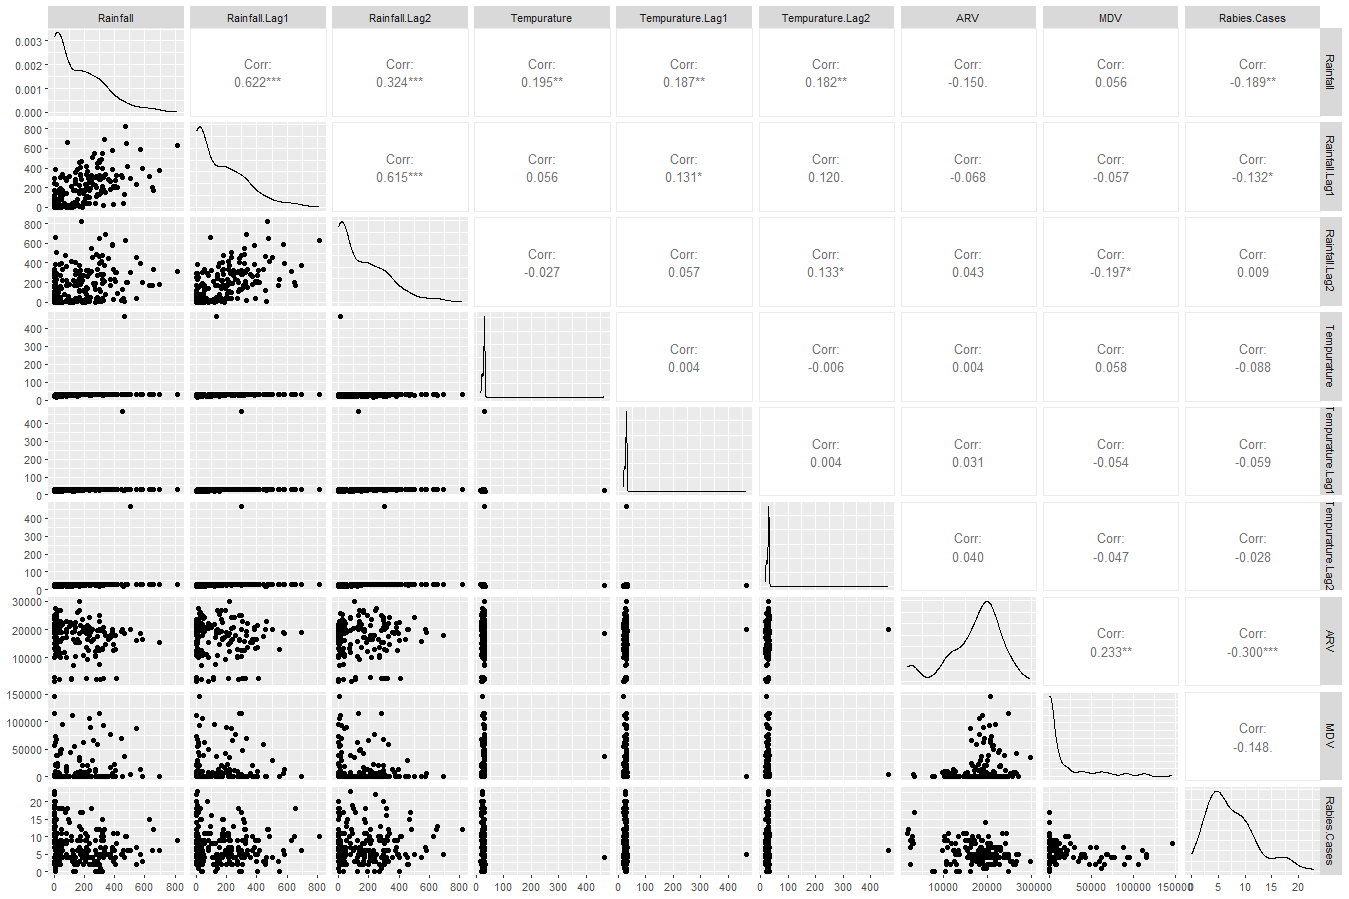 Rainfall Rainfall.Lag1 Rainfall.Lag2 Tempurature Tempurature.Lag1 Tempurature.Lag2 ARV MDV Rabies.Cases
0.003
0.002
0.001
0.000
Corr:
0.622***
Corr:
0.324***
Corr:
0.195**
Corr:
0.187**
Corr:
0.182**
Corr:
-0.150.
Corr:
0.056
Corr:
-0.189**
Rainfall
800
600
400
200
0
Corr:
0.615***
Corr:
0.056
Corr:
0.131*
Corr:
0.120.
Corr:
-0.068
Corr:
-0.057
Corr:
-0.132*
Rainfall.Lag1
800
600
400
200
0
Corr:
-0.027
Corr:
0.057
Corr:
0.133*
Corr:
0.043
Corr:
-0.197*
Corr:
0.009
Rainfall.Lag2
400
300
200
100
0
Corr:
0.004
Corr:
-0.006
Corr:
0.004
Corr:
0.058
Corr:
-0.088
Tempurature
400
300
200
100
0
Corr:
0.004
Corr:
0.031
Corr:
-0.054
Corr:
-0.059
Tempurature.Lag1
400
300
200
100
0
Corr:
0.040
Corr:
-0.047
Corr:
-0.028
Tempurature.Lag2
30000
20000
10000
Corr:
0.233**
Corr:
-0.300***
ARV
150000
100000
50000
0
Corr:
-0.148.
MDV
20
15
10
5
0
Rabies.Cases
0 200 400 600 800 0 200 400 600 800 0 200 400 600 800 0 100 200 300 400 0 100 200 300 400 0 100 200 300 400 10000 20000 30000 0 50000 100000 150000 0 5 10 15 20